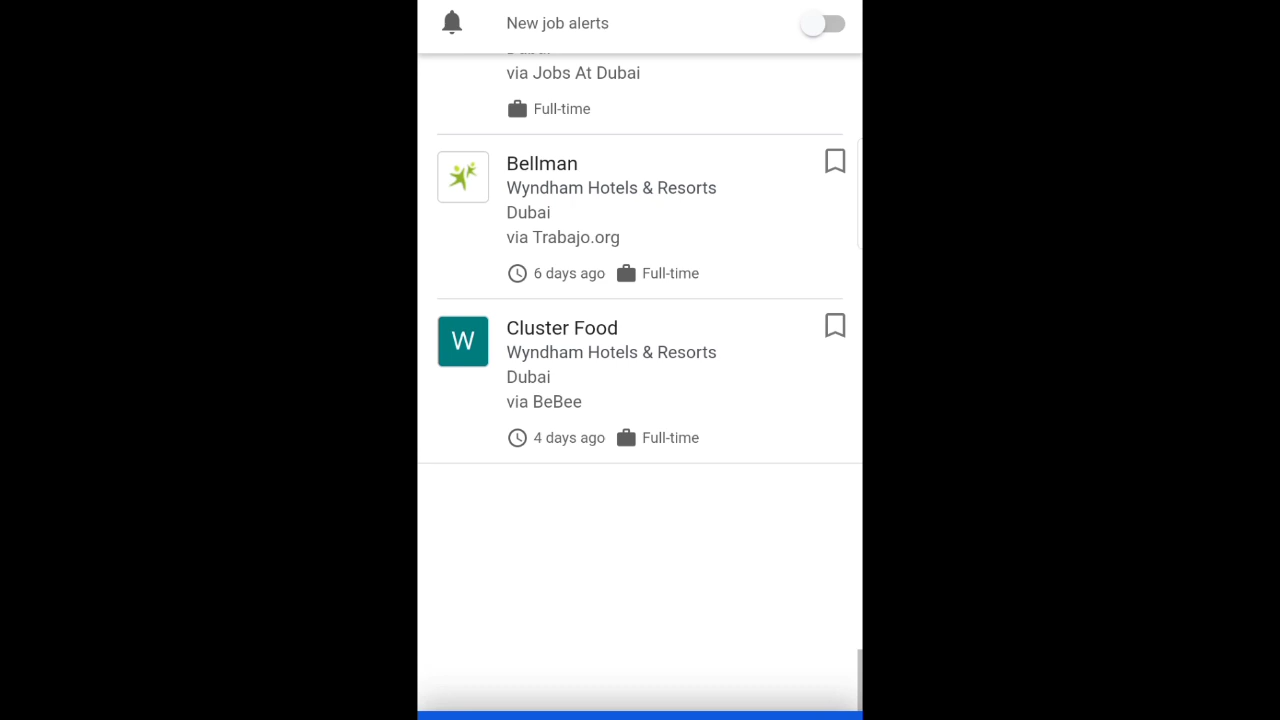 New job alerts
via Jobs At Dubai
Full-time
Bellman
Wyndham Hotels & Resorts
Dubai
via Trabajo.org
6 days ago Full-time
W
Cluster Food
Wyndham Hotels & Resorts
Dubai
via BeBee
4 days ago Full-time